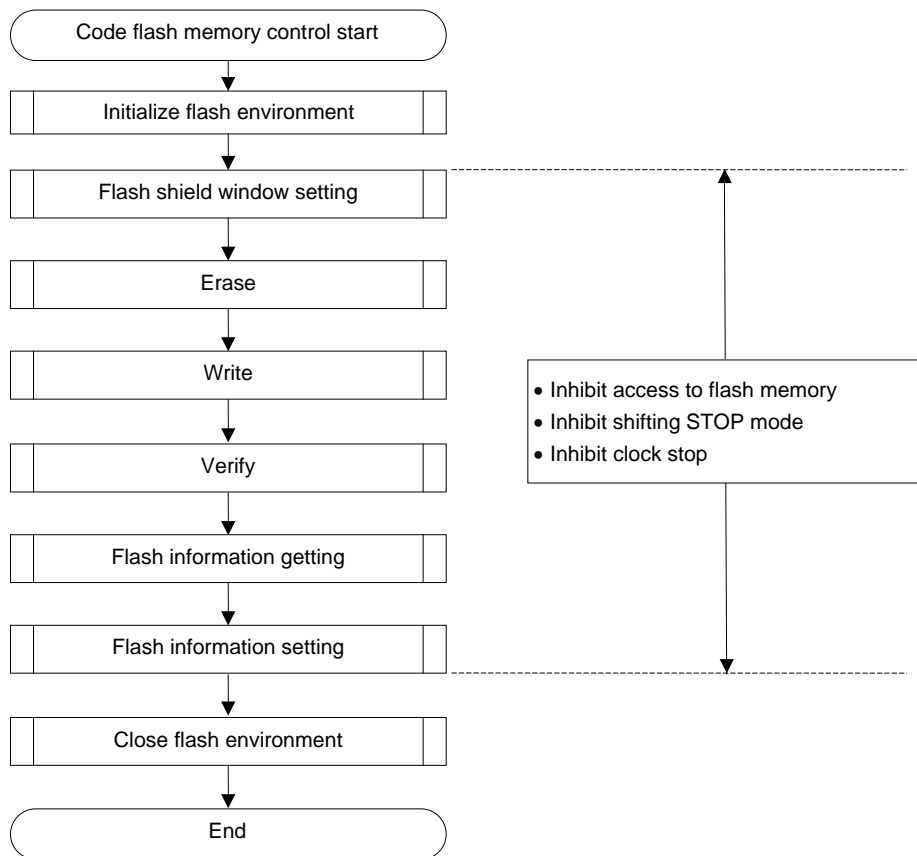 Code flash memory control start
Initialize flash environment
Flash shield window setting
Erase
Write
Verify
Flash information getting
Flash information setting
Close flash environment
End
• Inhibit access to flash memory
• Inhibit shifting STOP mode
• Inhibit clock stop